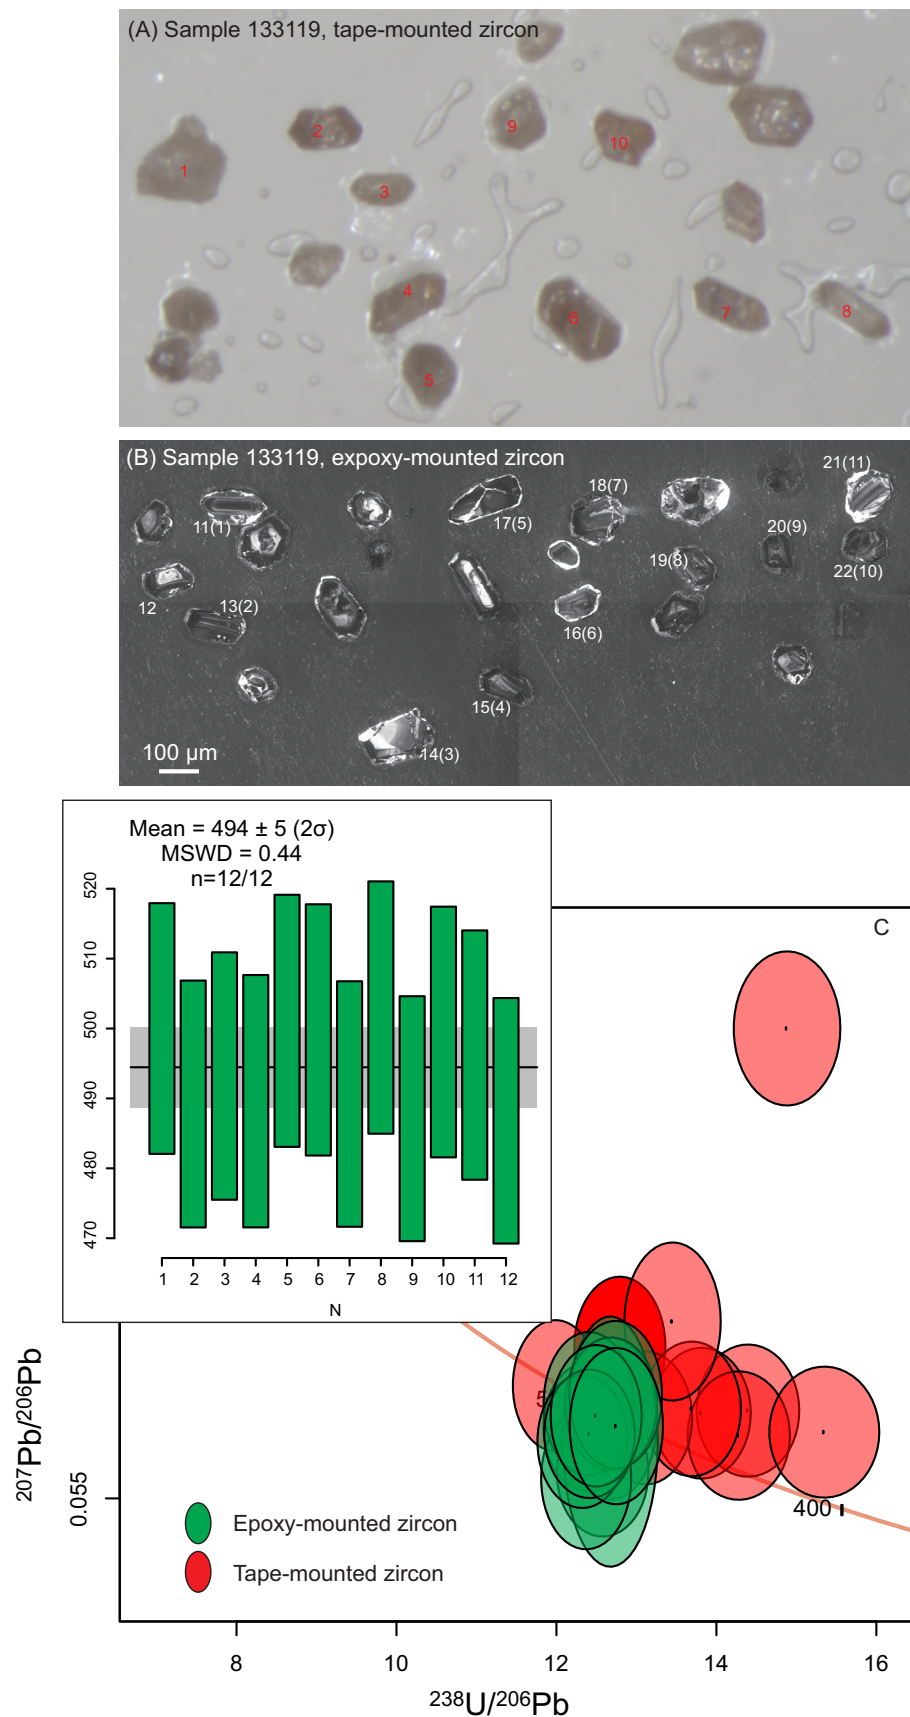 (A) Sample 133119, tape-mounted zircon
1
2
3
4
5
6
7
8
9
10
(B) Sample 133119, expoxy-mounted zircon
11(1)
12
13(2)
14(3)
15(4)
16(6)
17(5)
18(7)
19(8)
20(9)
21(11)
22(10)
100 µm
Mean = 494 ± 5 (2σ)
MSWD = 0.44
n=12/12
520
510
500
490
480
470
1 2 3 4 5 6 7 8 9 10 11 12
N
C
5
400
0.055
²⁰⁷Pb/²⁰⁶Pb
Epoxy-mounted zircon
Tape-mounted zircon
8 10 12 14 16
²³⁸U/²⁰⁶Pb